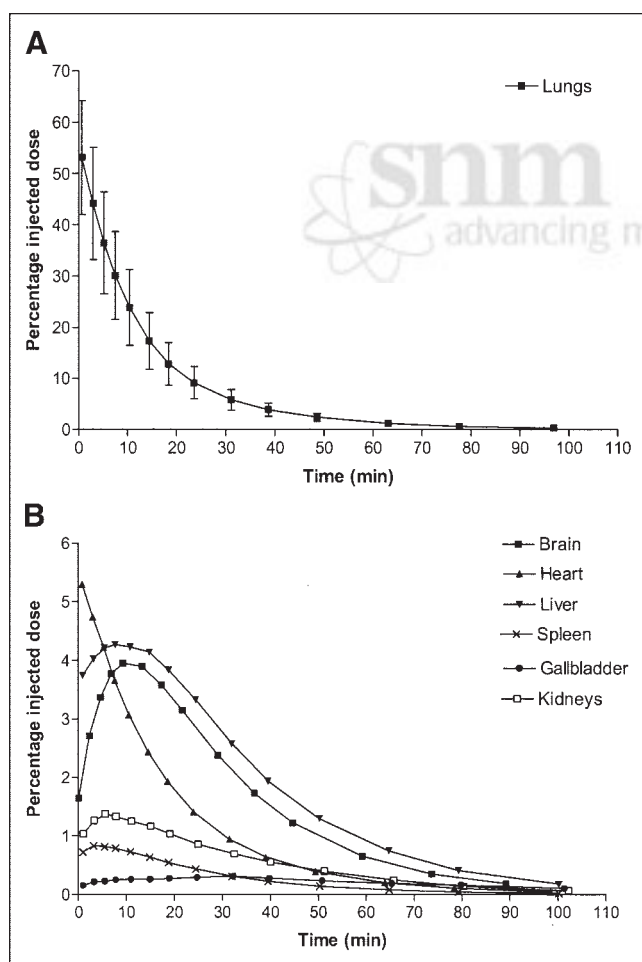 A
70
60
50
40
30
20
10
0
Percentage injected dose
0 10 20 30 40 50 60 70 80 90 100 110
Time (min)
Lungs
snm
advancing m
B
6
5
4
3
2
1
0
Percentage injected dose
0 10 20 30 40 50 60 70 80 90 100 110
Time (min)
Brain
Heart
Liver
Spleen
Gallbladder
Kidneys